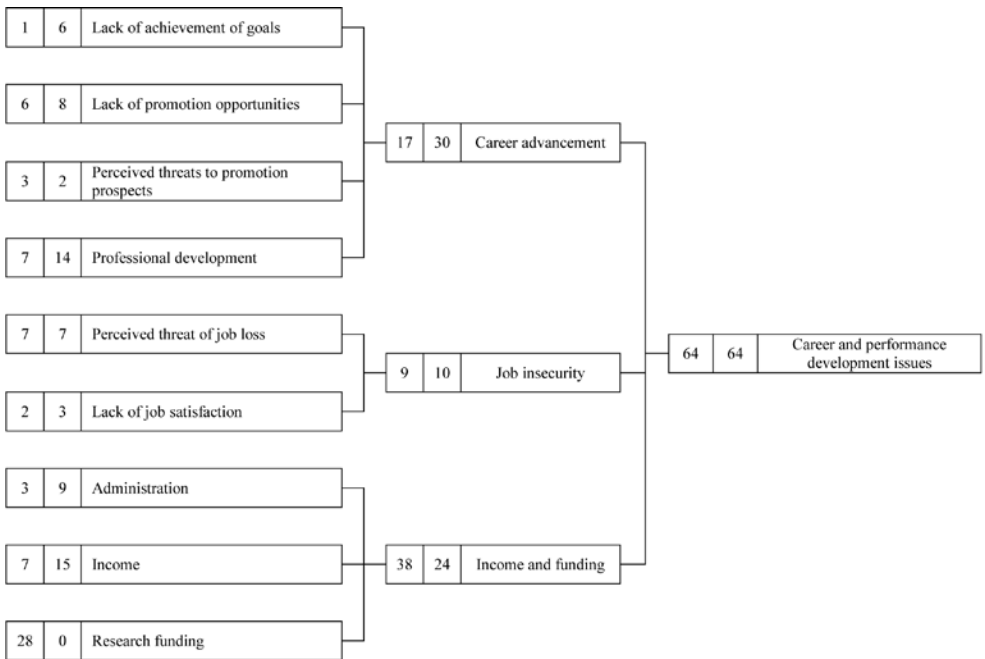 1 6 Lack of achievement of goals
6 8 Lack of promotion opportunities
17 30 Career advancement
3 2 Perceived threats to promotion
prospects
7 14 Professional development
7 7 Perceived threat of job loss
64 64 Career and performance
development issues
9 10 Job insecurity
2 3 Lack of job satisfaction
3 9 Administration
7 15 Income
38 24 Income and funding
28 0 Research funding